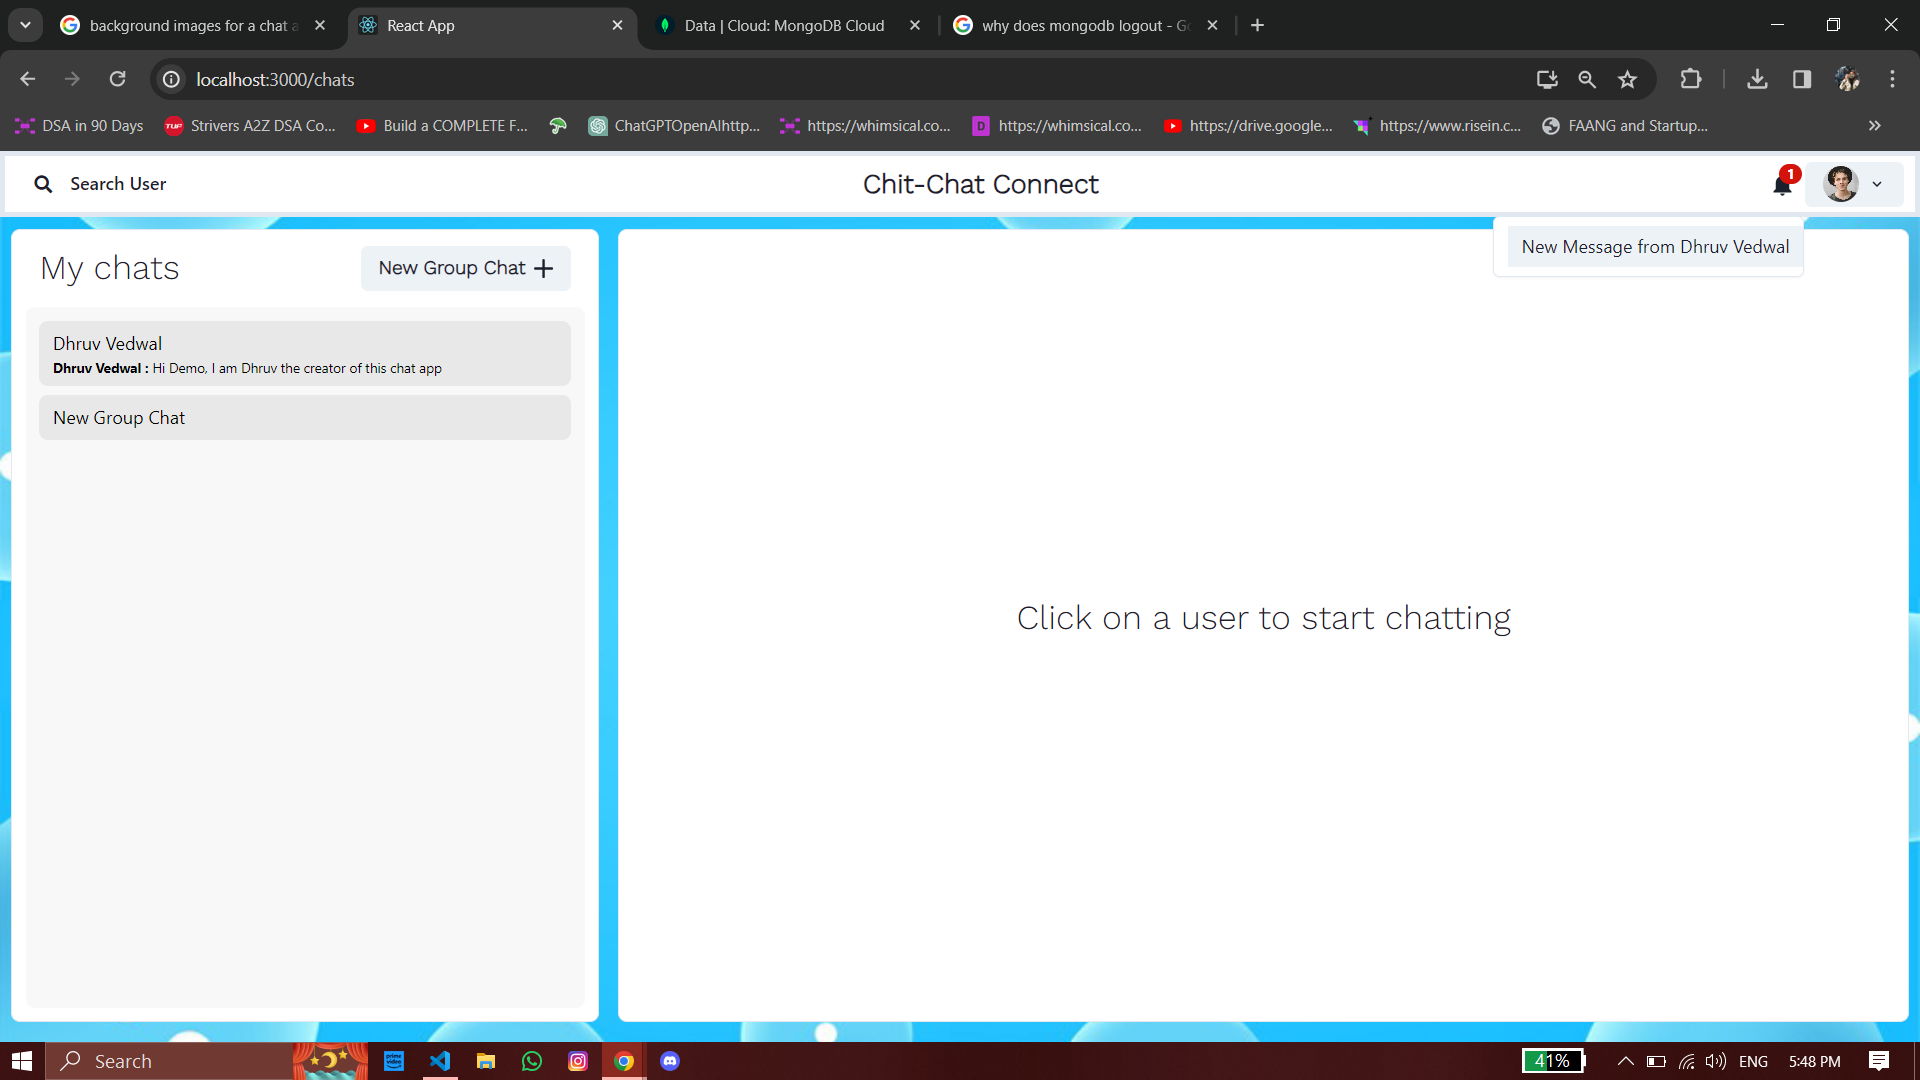 background images for a chat a
React App
Data | Cloud: MongoDB Cloud
why does mongodb logout - Go
localhost:3000/chats
DSA in 90 Days
Strivers A2Z DSA Co...
Build a COMPLETE F...
ChatGPTOpenAIhttp...
https://whimsical.co...
https://whimsical.co...
https://drive.google...
https://www.risein.c...
FAANG and Startup...
Search User
Chit-Chat Connect
1
New Message from Dhruv Vedwal
My chats
New Group Chat
Dhruv Vedwal
Dhruv Vedwal : Hi Demo, I am Dhruv the creator of this chat app
New Group Chat
Click on a user to start chatting
Search
prime video
41%
ENG
5:48 PM